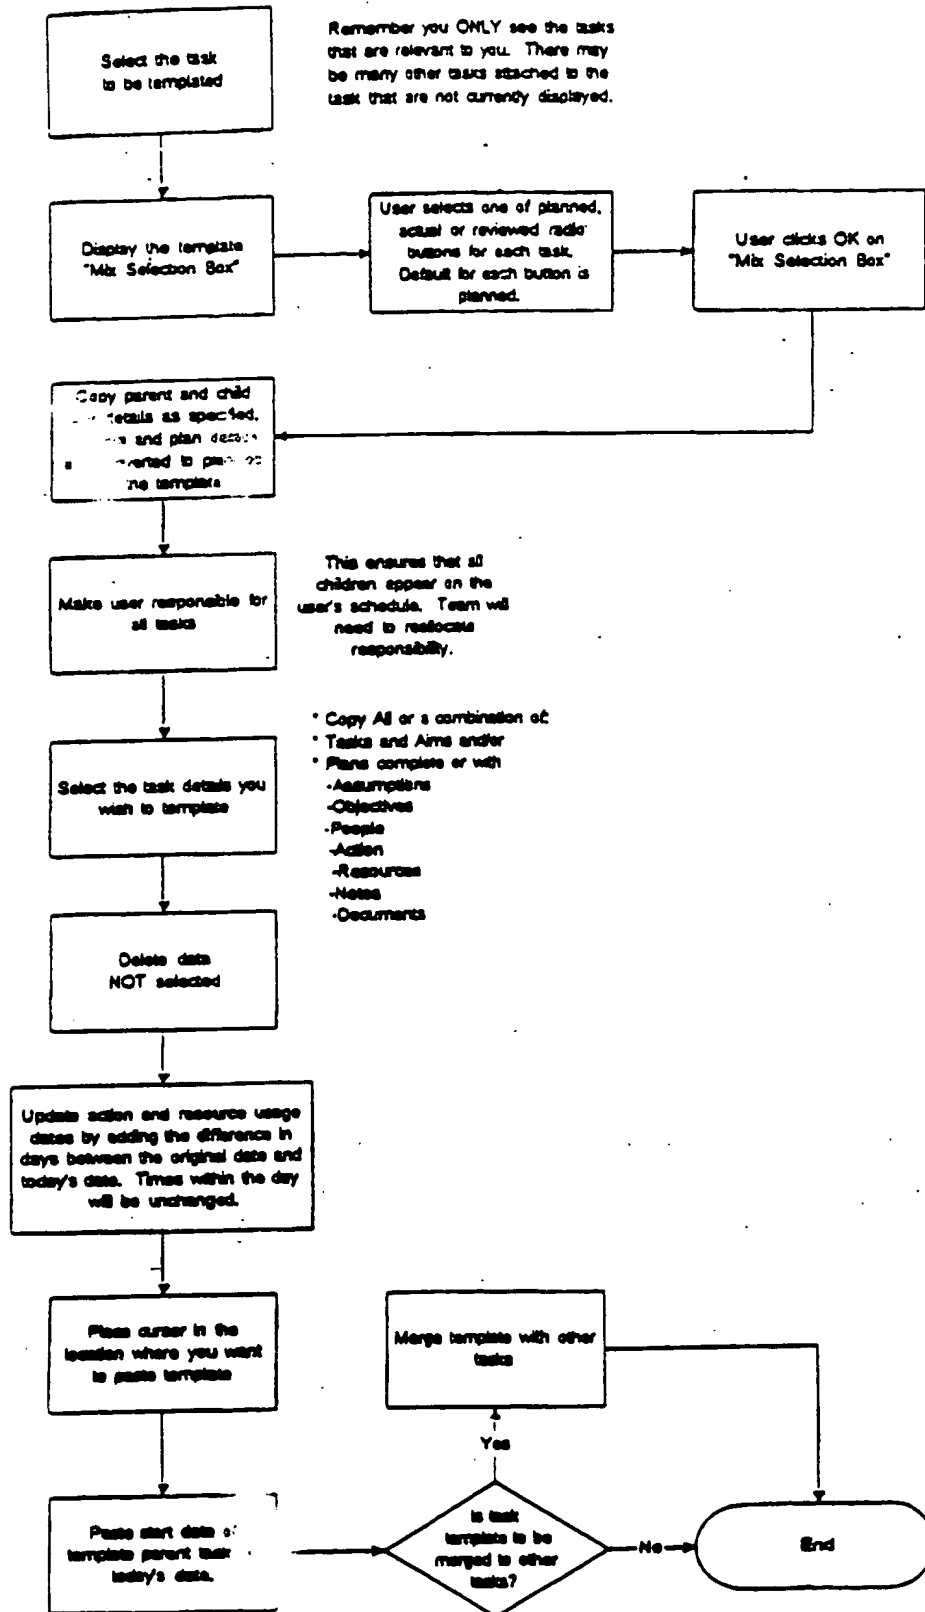 Select the task
to be templated
Remember you ONLY see the tasks
that are relevant to you. There may
be many other tasks attached to the
task that are not currently displayed.
Display the template
"Mix Selection Box"
User selects one of planned,
actual or reviewed radio
buttons for each task.
Default for each button is
planned.
User clicks OK on
"Mix Selection Box"
Copy parent and child
details as specified.
and plan details
to
the template
Make user responsible for
all tasks
This ensures that all
children appear on the
user's schedule. Team will
need to reallocate
responsibility.
Select the task details you
wish to template
* Copy All or a combination of:
* Tasks and Aims and/or
* Plans complete or with
-Assumptions
-Objectives
-People
-Action
-Resources
-Notes
-Documents
Delete data
NOT selected
Update action and resource usage
dates by adding the difference in
days between the original date and
today's date. Times within the day
will be unchanged.
Place cursor in the
location where you want
to paste template
Merge template with other
tasks
Yes
Paste start date of
template parent task
today's date.
Is task
template to be
merged to other
tasks?
No
End